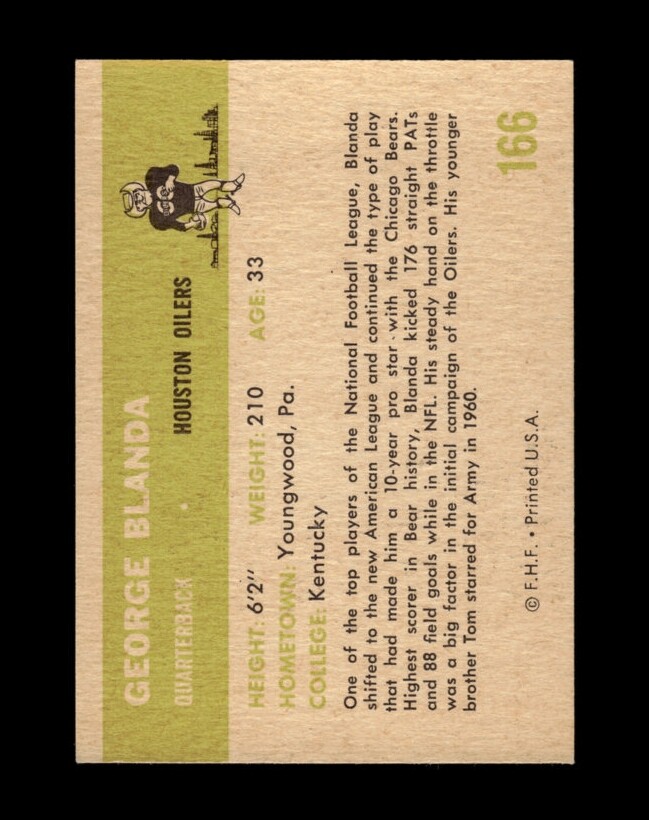 GEORGE BLANDA
QUARTERBACK
HOUSTON OILERS
HEIGHT: 6'2" WEIGHT: 210 AGE: 33
HOMETOWN: Youngwood, Pa.
COLLEGE: Kentucky
One of the top players of the National Football League, Blanda
shifted to the new American League and continued the type of play
that had made him a 10-year pro star with the Chicago Bears.
Highest scorer in Bear history, Blanda kicked 176 straight PATs
and 88 field goals while in the NFL. His steady hand on the throttle
was a big factor in the initial campaign of the Oilers. His younger
brother Tom starred for Army in 1960.
166
© F.H.F. • Printed U.S.A.